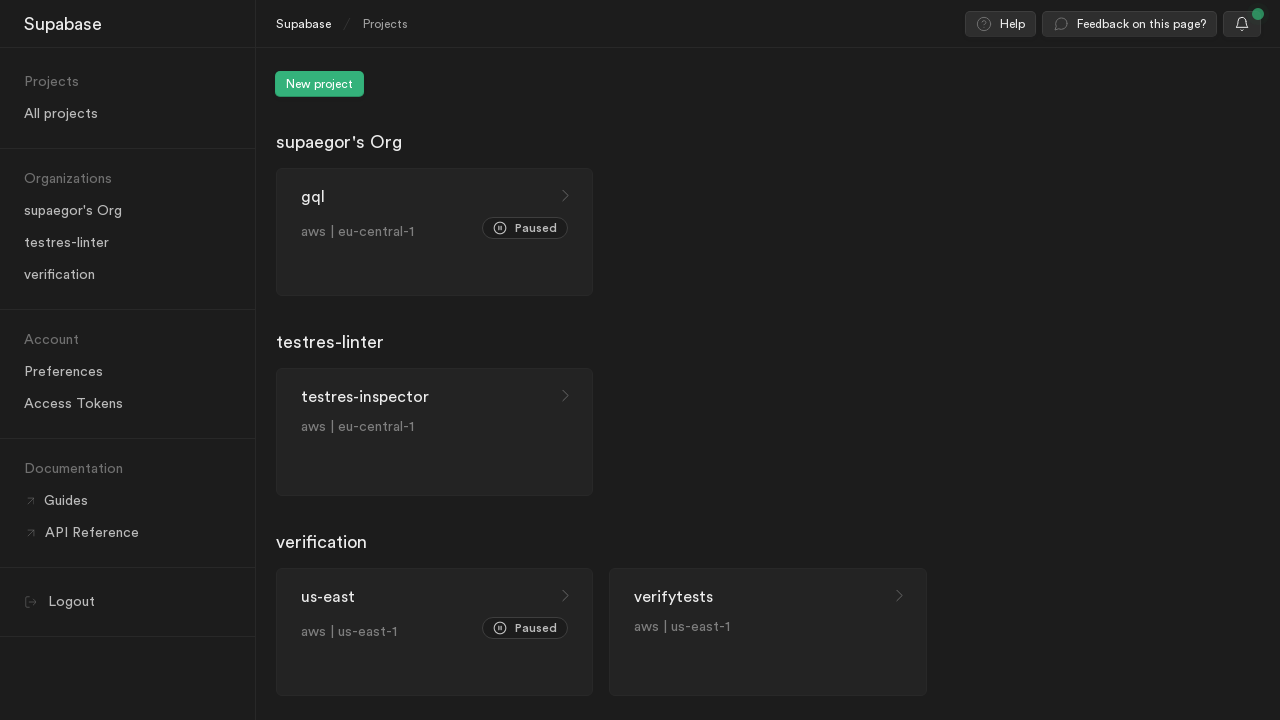 Supabase
Projects
All projects
Organizations
supaegor's Org
testres-linter
verification
Account
Preferences
Access Tokens
Documentation
Guides
API Reference
Logout
Supabase / Projects
Help
Feedback on this page?
New project
supaegor's Org
gql
aws | eu-central-1
Paused
testres-linter
testres-inspector
aws | eu-central-1
verification
us-east
aws | us-east-1
Paused
verifytests
aws | us-east-1